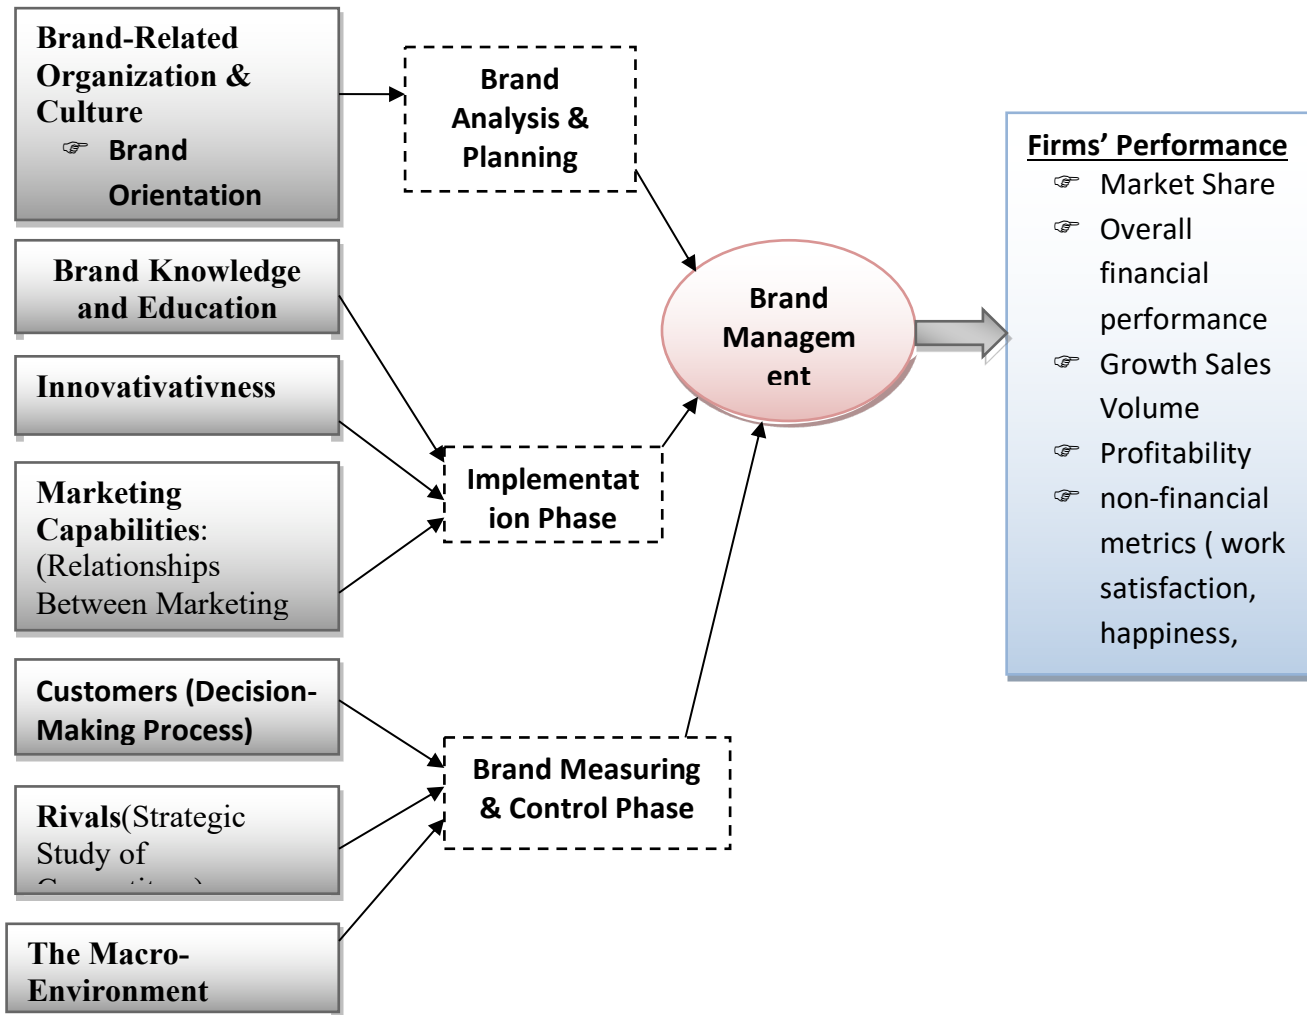 Brand-Related
Organization &
Culture
☞ Brand
Orientation
Brand Knowledge
and Education
Innovativativness
Marketing
Capabilities:
(Relationships
Between Marketing
Customers (Decision-
Making Process)
Rivals(Strategic
Study of
The Macro-
Environment
Brand
Analysis &
Planning
Implementat
ion Phase
Brand Measuring
& Control Phase
Brand
Managem
ent
Firms’ Performance
☞ Market Share
☞ Overall
financial
performance
☞ Growth Sales
Volume
☞ Profitability
☞ non-financial
metrics ( work
satisfaction,
happiness,